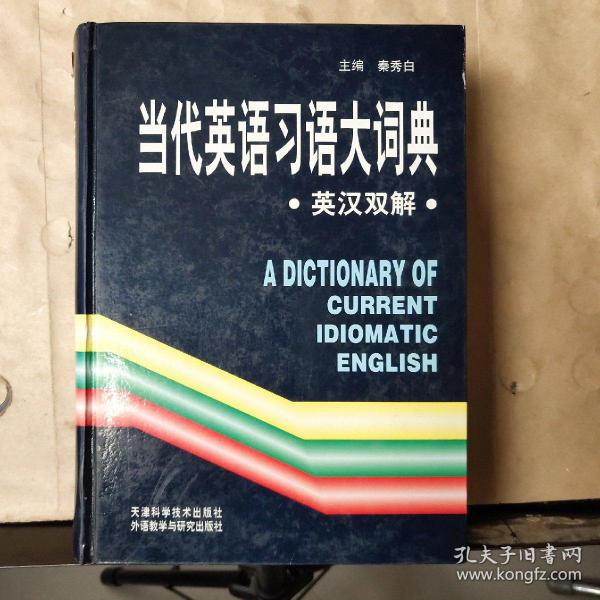 主编 秦秀白
当代英语习语大词典
•英汉双解•
A DICTIONARY OF
CURRENT
IDIOMATIC
ENGLISH
天津科学技术出版社
外语教学与研究出版社
孔夫子旧书网
www.kongfz.com